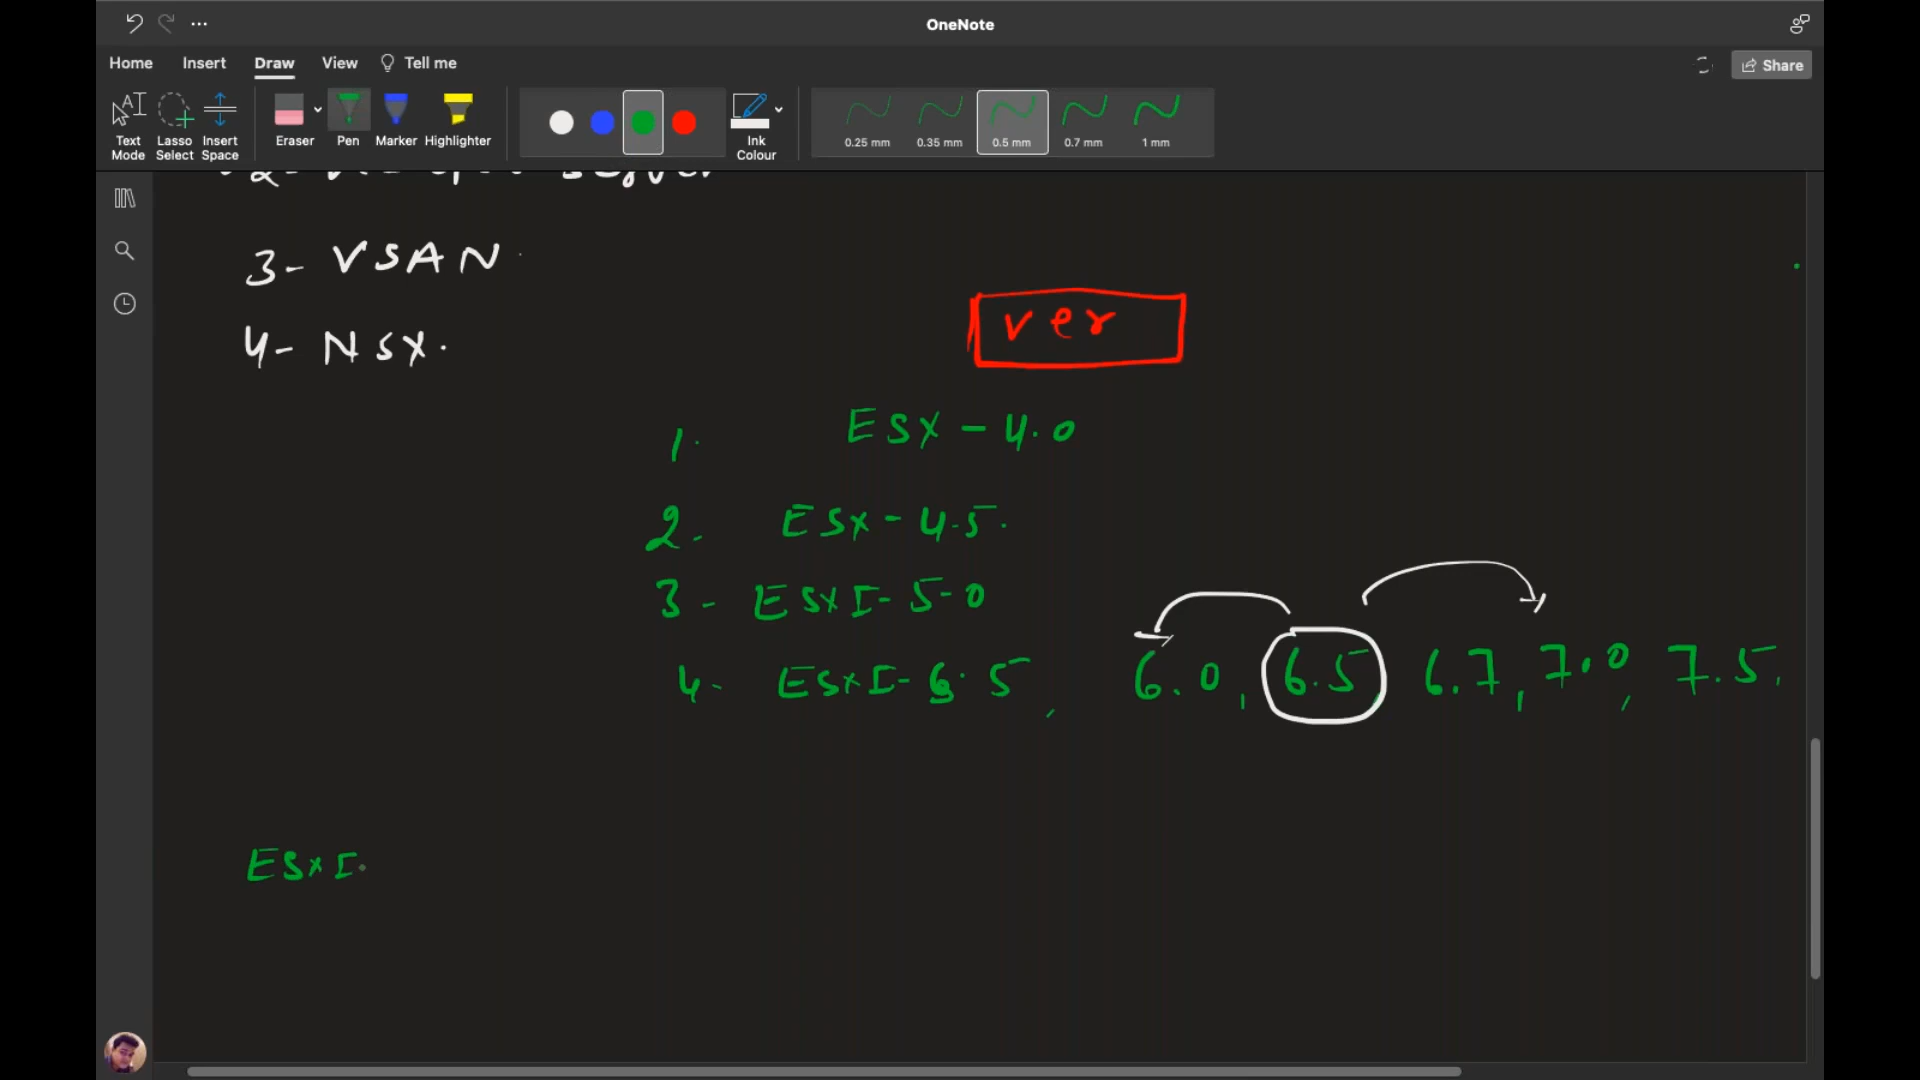 OneNote
Home Insert Draw View Tell me
Share
Text Mode Lasso Select Insert Space Eraser Pen Marker Highlighter Ink Colour 0.25 mm 0.35 mm 0.5 mm 0.7 mm 1 mm
3- VSAN
4- NSX.
ver
1. ESX - 4.0
2. ESX - 4.5.
3- ESXI- 5-0
4- ESXI- 6.5, 6.0, 6.5, 6.7, 7.0, 7.5,
ESXI